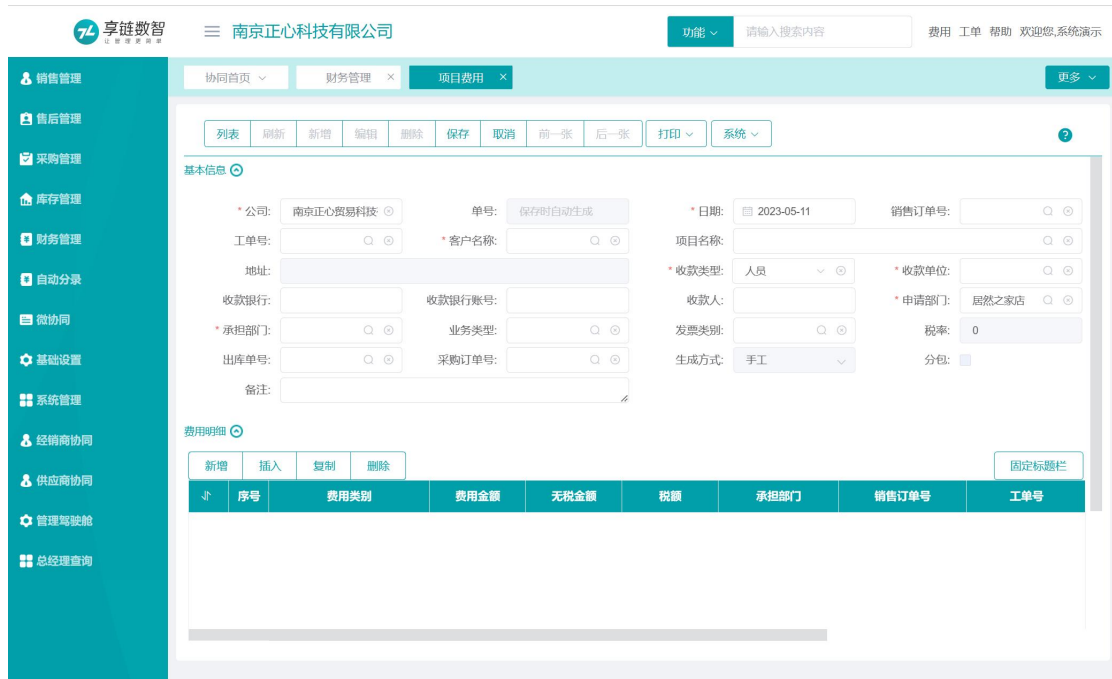 享链数智
让管理更简单
南京正心科技有限公司
功能
请输入搜索内容
费用 工单 帮助 欢迎您,系统演示
销售管理
售后管理
采购管理
库存管理
财务管理
自动分录
微协同
基础设置
系统管理
经销商协同
供应商协同
管理驾驶舱
总经理查询
协同首页 财务管理 × 项目费用 × 更多
列表 刷新 新增 编辑 删除 保存 取消 前一张 后一张 打印 系统 ?
基本信息
* 公司: 南京正心贸易科技 单号: 保存时自动生成 * 日期: 2023-05-11 销售订单号:
工单号: * 客户名称: 项目名称:
地址: * 收款类型: 人员 * 收款单位:
收款银行: 收款银行账号: 收款人: * 申请部门: 居然之家店
* 承担部门: 业务类型: 发票类别: 税率: 0
出库单号: 采购订单号: 生成方式: 手工 分包:
备注:
费用明细
新增 插入 复制 删除 固定标题栏
序号 费用类别 费用金额 无税金额 税额 承担部门 销售订单号 工单号